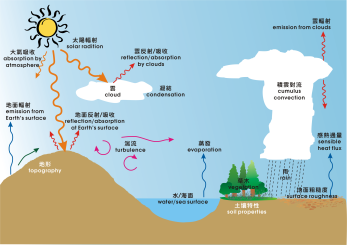 太陽輻射
solar radition
大氣吸收
absorption by
atmosphere
雲反射/吸收
reflection/absorption
by clouds
雲輻射
emission from clouds
雲
cloud
凝結
condensation
積雲對流
cumulus
convection
地面輻射
emission from
Earth's surface
地面反射/吸收
reflection/absorption
at Earth's surface
湍流
turbulence
蒸發
evaporation
感熱通量
sensible
heat flux
地形
topography
雨
rain
vegetation
水/海面
water/sea surface
土壤特性
soil properties
地面粗糙度
surface roughness